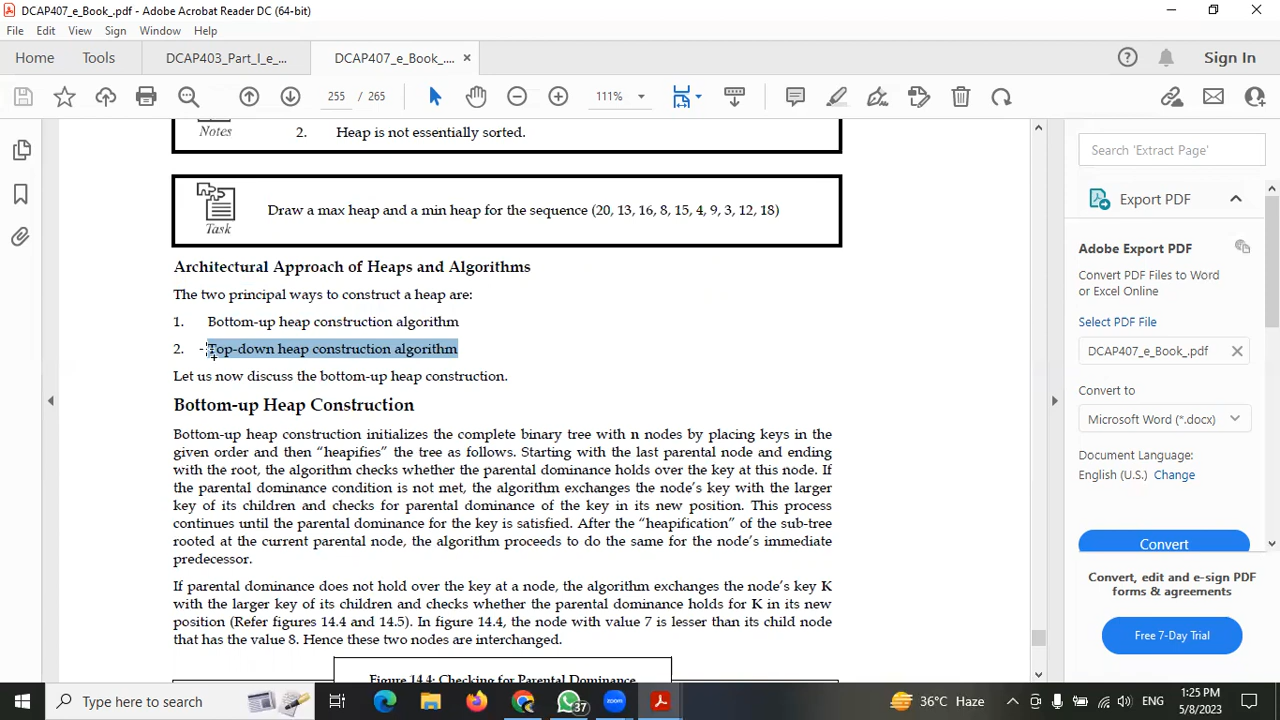 DCAP407_e_Book_.pdf - Adobe Acrobat Reader DC (64-bit)
File Edit View Sign Window Help
Home Tools DCAP403_Part_I_e_... DCAP407_e_Book_.... × Sign In
255 / 265 111%
Notes 2. Heap is not essentially sorted.
Task Draw a max heap and a min heap for the sequence (20, 13, 16, 8, 15, 4, 9, 3, 12, 18)
Architectural Approach of Heaps and Algorithms
The two principal ways to construct a heap are:
1. Bottom-up heap construction algorithm
2. Top-down heap construction algorithm
Let us now discuss the bottom-up heap construction.
Bottom-up Heap Construction
Bottom-up heap construction initializes the complete binary tree with n nodes by placing keys in the
given order and then “heapifies” the tree as follows. Starting with the last parental node and ending
with the root, the algorithm checks whether the parental dominance holds over the key at this node. If
the parental dominance condition is not met, the algorithm exchanges the node’s key with the larger
key of its children and checks for parental dominance of the key in its new position. This process
continues until the parental dominance for the key is satisfied. After the “heapification” of the sub-tree
rooted at the current parental node, the algorithm proceeds to do the same for the node’s immediate
predecessor.
If parental dominance does not hold over the key at a node, the algorithm exchanges the node’s key K
with the larger key of its children and checks whether the parental dominance holds for K in its new
position (Refer figures 14.4 and 14.5). In figure 14.4, the node with value 7 is lesser than its child node
that has the value 8. Hence these two nodes are interchanged.
Figure 14.4: Checking for Parental Dominance
Search 'Extract Page'
Export PDF
Adobe Export PDF
Convert PDF Files to Word
or Excel Online
Select PDF File
DCAP407_e_Book_.pdf
Convert to
Microsoft Word (*.docx)
Document Language:
English (U.S.) Change
Convert
Convert, edit and e-sign PDF
forms & agreements
Free 7-Day Trial
Type here to search
37
zoom
36°C Haze
ENG
1:25 PM
5/8/2023